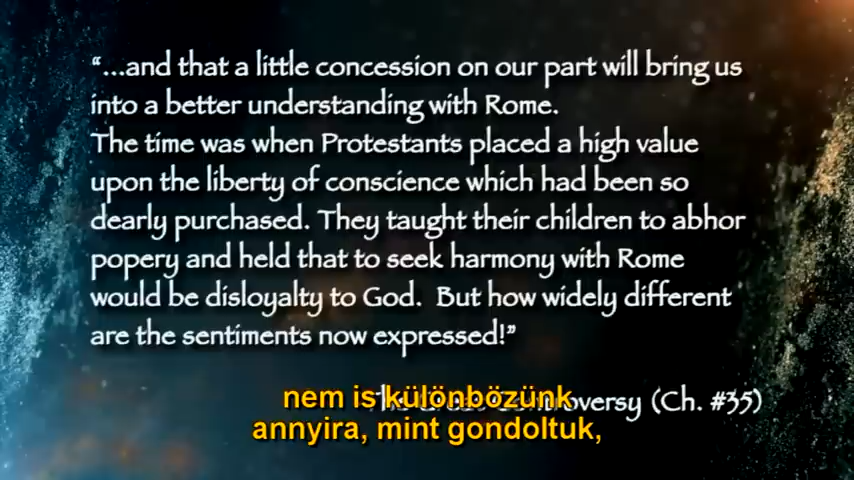 “...and that a little concession on our part will bring us
into a better understanding with Rome.
The time was when Protestants placed a high value
upon the liberty of conscience which had been so
dearly purchased. They taught their children to abhor
popery and held that to seek harmony with Rome
would be disloyalty to God. But how widely different
are the sentiments now expressed!”
The Great Controversy (Ch. #35)
nem is különbözünk
annyira, mint gondoltuk,